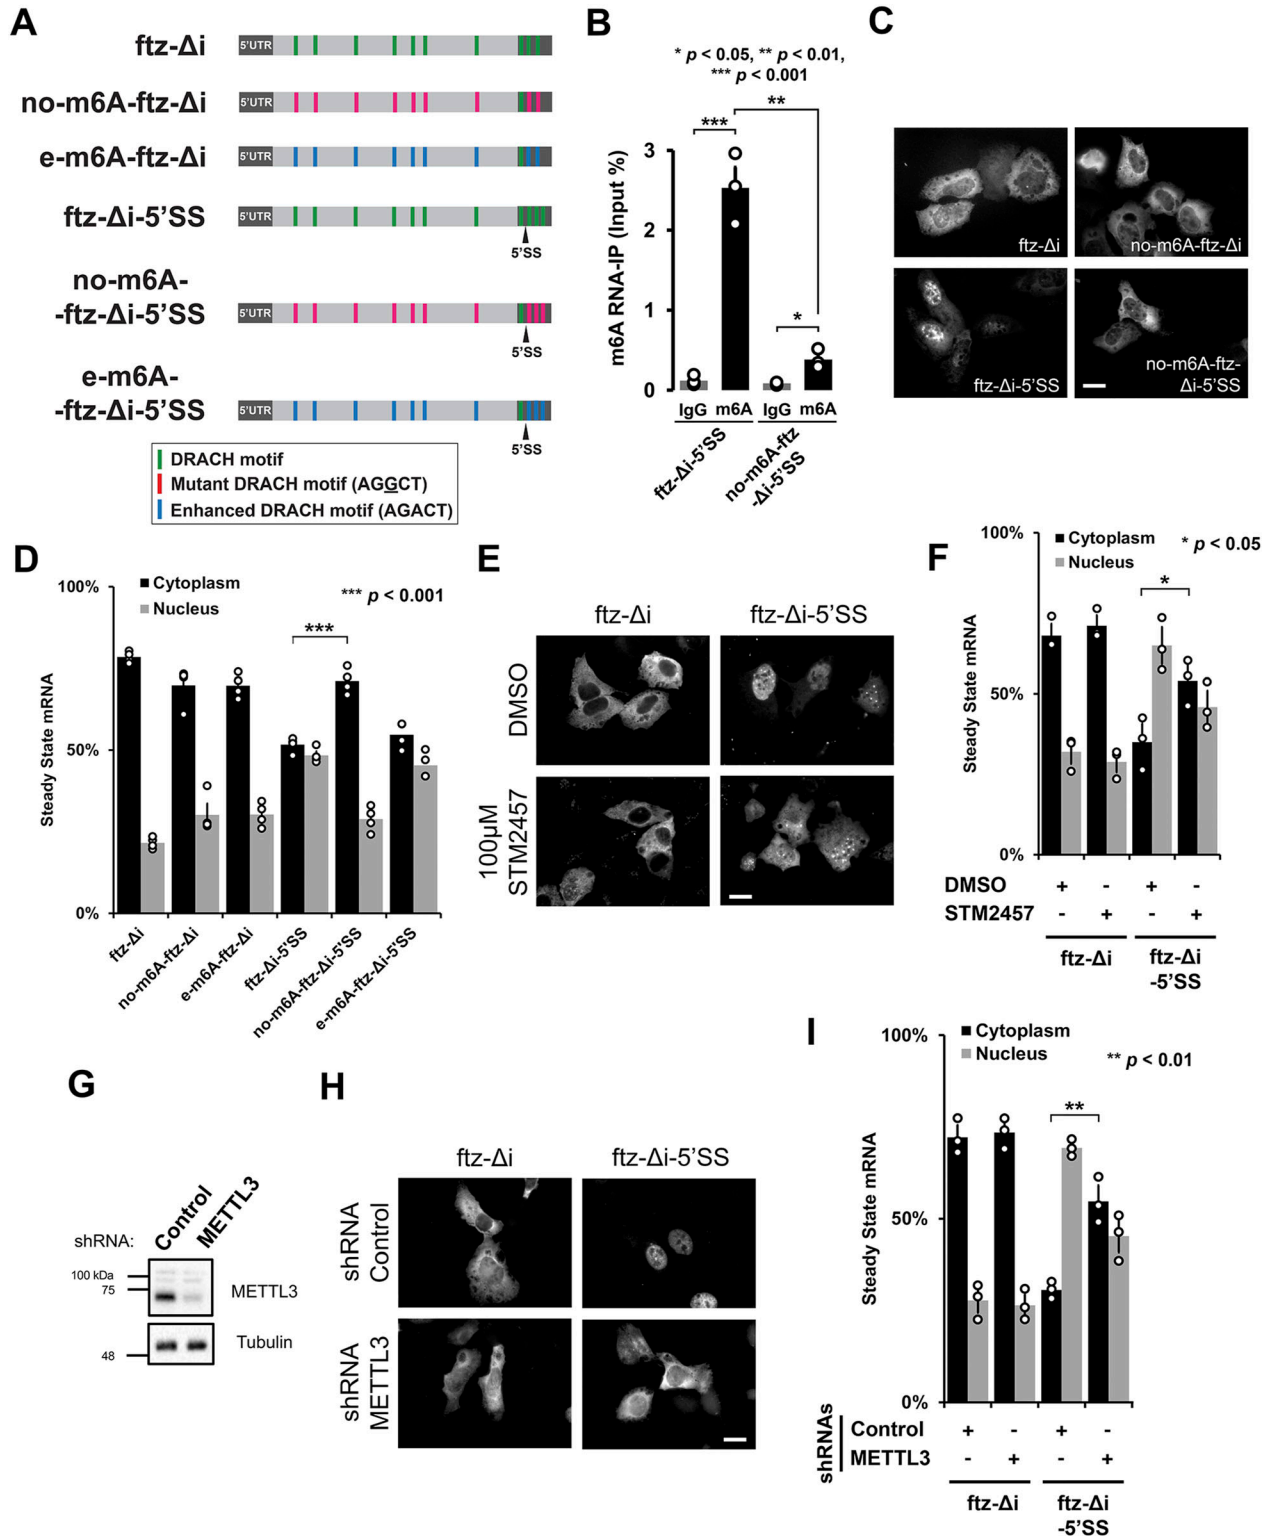 A
ftz-Δi
5'UTR
no-m6A-ftz-Δi
5'UTR
e-m6A-ftz-Δi
5'UTR
ftz-Δi-5'SS
5'UTR
5'SS
no-m6A-
-ftz-Δi-5'SS
5'UTR
5'SS
e-m6A-
-ftz-Δi-5'SS
5'UTR
5'SS
DRACH motif
Mutant DRACH motif (AGGCT)
Enhanced DRACH motif (AGACT)
B
* p < 0.05, ** p < 0.01,
*** p < 0.001
**
***
*
m6A RNA-IP (Input %)
3
2
1
0
IgG m6A IgG m6A
ftz-Δi-5'SS
no-m6A-ftz
-Δi-5'SS
C
ftz-Δi
no-m6A-ftz-Δi
ftz-Δi-5'SS
no-m6A-ftz-
Δi-5'SS
D
Cytoplasm
Nucleus
*** p < 0.001
***
Steady State mRNA
100%
50%
0%
ftz-Δi
no-m6A-ftz-Δi
e-m6A-ftz-Δi
ftz-Δi-5'SS
no-m6A-ftz-Δi-5'SS
e-m6A-ftz-Δi-5'SS
E
ftz-Δi
ftz-Δi-5'SS
DMSO
100µM
STM2457
F
Cytoplasm
Nucleus
* p < 0.05
*
Steady State mRNA
100%
50%
0%
DMSO + - + -
STM2457 - + - +
ftz-Δi
ftz-Δi
-5'SS
G
shRNA:
Control
METTL3
100 kDa
75
METTL3
Tubulin
48
H
ftz-Δi
ftz-Δi-5'SS
shRNA
Control
shRNA
METTL3
I
Cytoplasm
Nucleus
** p < 0.01
**
Steady State mRNA
100%
50%
0%
shRNAs
Control + - + -
METTL3 - + - +
ftz-Δi
ftz-Δi
-5'SS